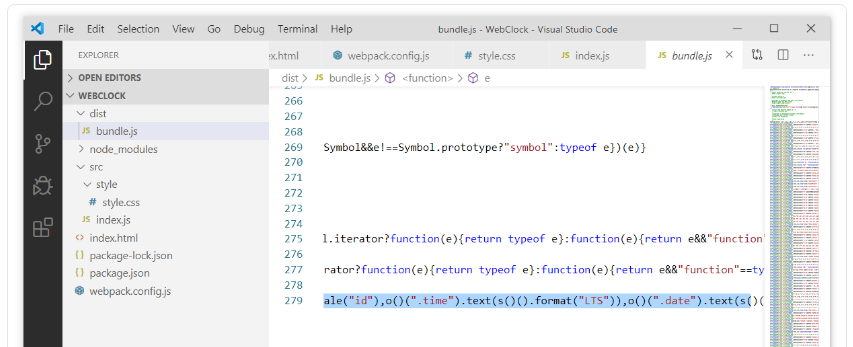 File Edit Selection View Go Debug Terminal Help bundle.js - WebClock - Visual Studio Code
EXPLORER
ex.html webpack.config.js style.css JS index.js JS bundle.js
OPEN EDITORS
dist > JS bundle.js > <function> > e
WEBCLOCK
265
dist
266
JS bundle.js
267
node_modules
268
src
269 Symbol&&e!==Symbol.prototype?"symbol":typeof e})(e)}
style
270
# style.css
271
JS index.js
272
index.html
273
package-lock.json
274
package.json
275 l.iterator?function(e){return typeof e}:function(e){return e&&"function"
webpack.config.js
276
277 rator?function(e){return typeof e}:function(e){return e&&"function"==ty
278
279 ale("id"),o()(".time").text(s()().format("LTS")),o()(".date").text(s()(